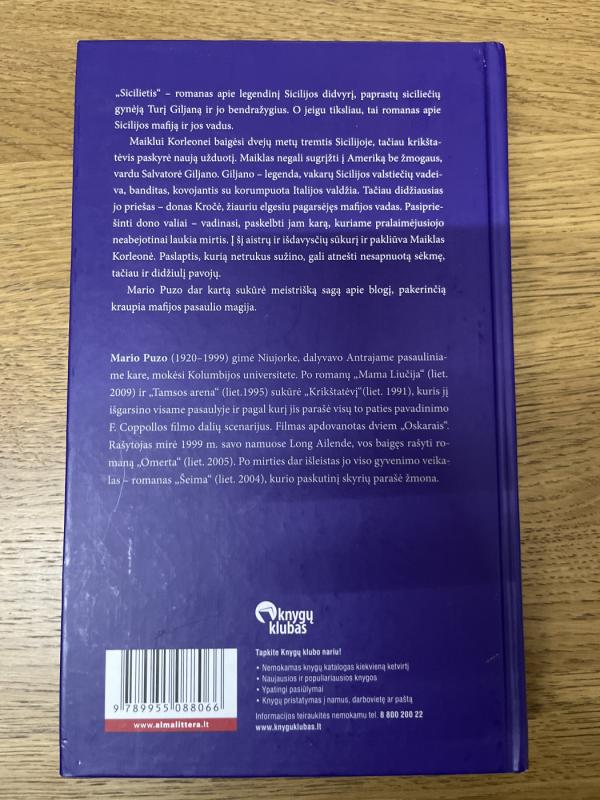 „Sicilietis“ – romanas apie legendinį Sicilijos didvyrį, paprastų siciliečių
gynėją Turį Giljaną ir jo bendražygius. O jeigu tiksliau, tai romanas apie
Sicilijos mafiją ir jos vadus.
Maiklui Korleonei baigėsi dvejų metų tremtis Sicilijoje, tačiau krikšta-
tėvis paskyrė naują užduotį. Maiklas negali sugrįžti į Ameriką be žmogaus,
vardu Salvatorė Giljano. Giljano – legenda, vakarų Sicilijos valstiečių vadei-
va, banditas, kovojantis su korumpuota Italijos valdžia. Tačiau didžiausias
jo priešas – donas Kročė, žiauriu elgesiu pagarsėjęs mafijos vadas. Pasiprie-
šinti dono valiai – vadinasi, paskelbti jam karą, kuriame pralaimėjusiojo
neabejotinai laukia mirtis. Į šį aistrų ir išdavysčių sūkurį ir pakliūva Maiklas
Korleonė. Paslaptis, kurią netrukus sužino, gali atnešti nesapnuotą sėkmę,
tačiau ir didžiulį pavojų.
Mario Puzo dar kartą sukūrė meistrišką sagą apie blogį, pakerinčią
kraupia mafijos pasaulio magija.
Mario Puzo (1920–1999) gimė Niujorke, dalyvavo Antrajame pasaulinia-
me kare, mokėsi Kolumbijos universitete. Po romanų „Mama Liučija“ (liet.
2009) ir „Tamsos arena“ (liet.1995) sukūrė „Krikštatėvį“(liet. 1991), kuris jį
išgarsino visame pasaulyje ir pagal kurį jis parašė visų to paties pavadinimo
F. Coppollos filmo dalių scenarijus. Filmas apdovanotas dviem „Oskarais“.
Rašytojas mirė 1999 m. savo namuose Long Ailende, vos baigęs rašyti ro-
maną „Omerta“ (liet. 2005). Po mirties dar išleistas jo viso gyvenimo veika-
las – romanas „Šeima“ (liet. 2004), kurio paskutinį skyrių parašė žmona.
knygų
klubas
Tapkite Knygų klubo nariu!
• Nemokamas knygų katalogas kiekvieną ketvirtį
• Naujausios ir populiariausios knygos
• Ypatingi pasiūlymai
• Knygų pristatymas į namus, darbovietę ar paštą
Informacijos teiraukitės nemokamu tel. 8 800 200 22
www.knyguklubas.lt
9 789955 088066
www.almalittera.lt